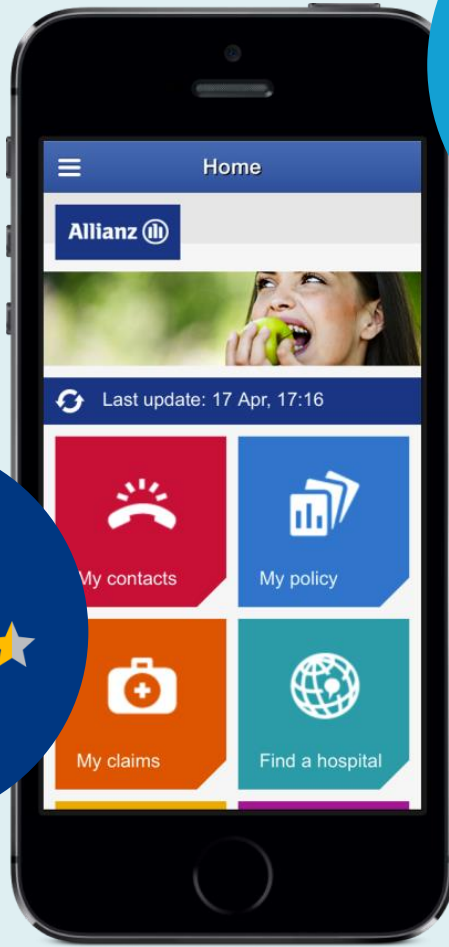 Home
Allianz
Last update: 17 Apr, 17:16
My contacts
My policy
My claims
Find a hospital